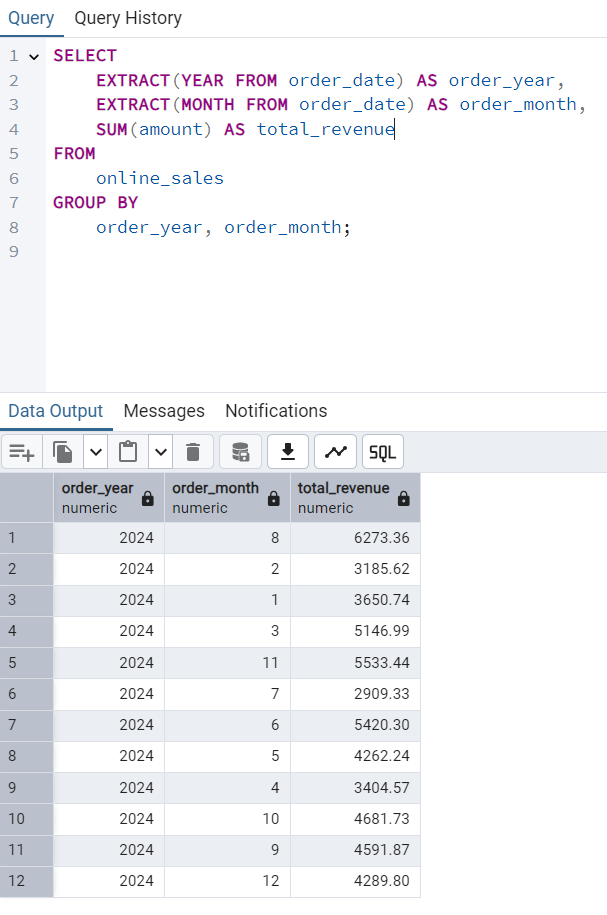 Query Query History
1 SELECT
2 EXTRACT(YEAR FROM order_date) AS order_year,
3 EXTRACT(MONTH FROM order_date) AS order_month,
4 SUM(amount) AS total_revenue
5 FROM
6 online_sales
7 GROUP BY
8 order_year, order_month;
9
Data Output Messages Notifications
SQL
order_year order_month total_revenue
numeric numeric numeric
1 2024 8 6273.36
2 2024 2 3185.62
3 2024 1 3650.74
4 2024 3 5146.99
5 2024 11 5533.44
6 2024 7 2909.33
7 2024 6 5420.30
8 2024 5 4262.24
9 2024 4 3404.57
10 2024 10 4681.73
11 2024 9 4591.87
12 2024 12 4289.80